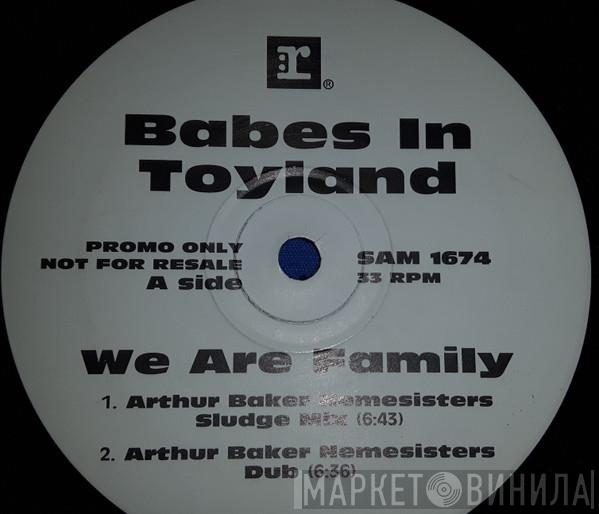 r®
Babes In
Toyland
PROMO ONLY
NOT FOR RESALE
A side
SAM 1674
33 RPM
We Are Family
1. Arthur Baker Nemesisters
Sludge Mix (6:43)
2. Arthur Baker Nemesisters
Dub (6:36)
МАРКЕТ ВИНИЛА